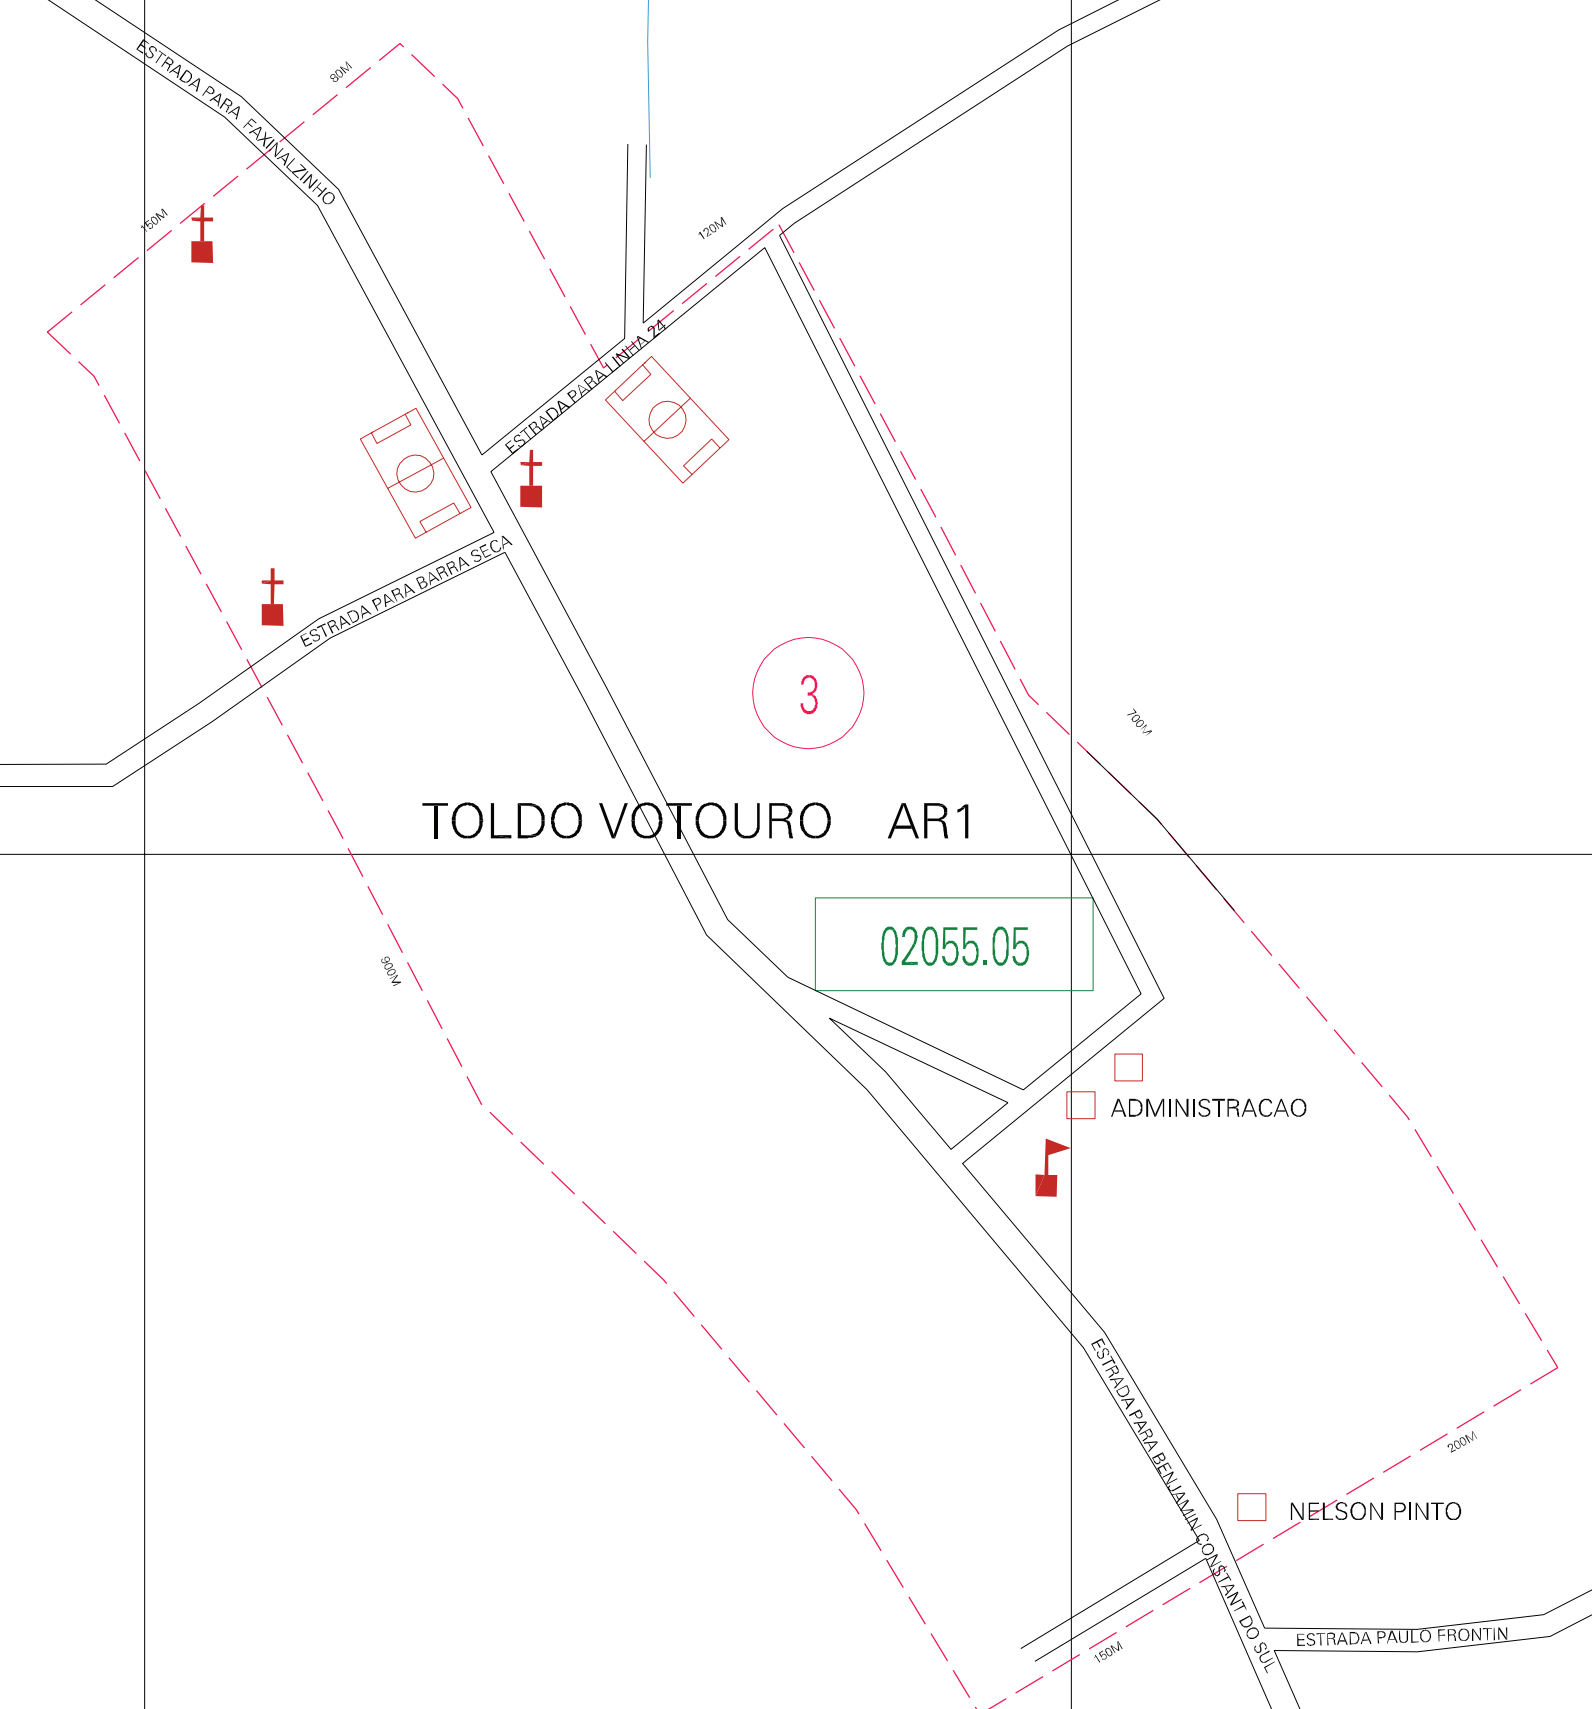 ESTRADA PARA FAXINALZINHO
80M
150M
120M
ESTRADA PARA LINHA 24
ESTRADA PARA BARRA SECA
3
700M
TOLDO VOTOURO AR1
02055.05
900M
ADMINISTRACAO
ESTRADA PARA BENJAMIN CONSTANT DO SUL
200M
NELSON PINTO
ESTRADA PAULO FRONTIN
150M